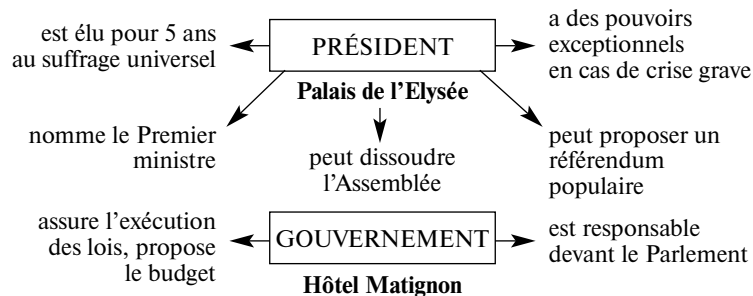 est élu pour 5 ans
au suffrage universel
PRÉSIDENT
Palais de l'Elysée
a des pouvoirs
exceptionnels
en cas de crise grave
nomme le Premier
ministre
peut dissoudre
l'Assemblée
peut proposer un
référendum
populaire
assure l'exécution
des lois, propose
le budget
GOUVERNEMENT
Hôtel Matignon
est responsable
devant le Parlement